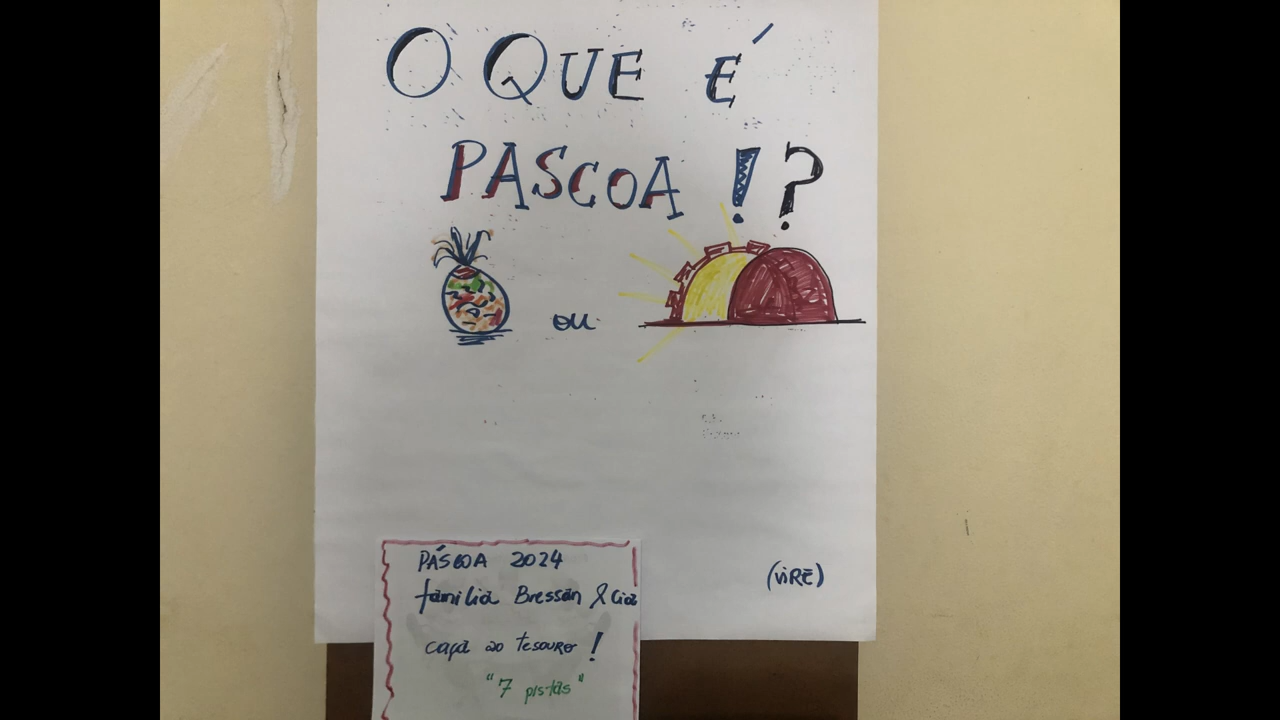 O QUE É
PASCOA !?
ou
(VIRE)
PÁSCOA 2024
família Bressan & Cia
caça ao tesouro!
"7 pistas"